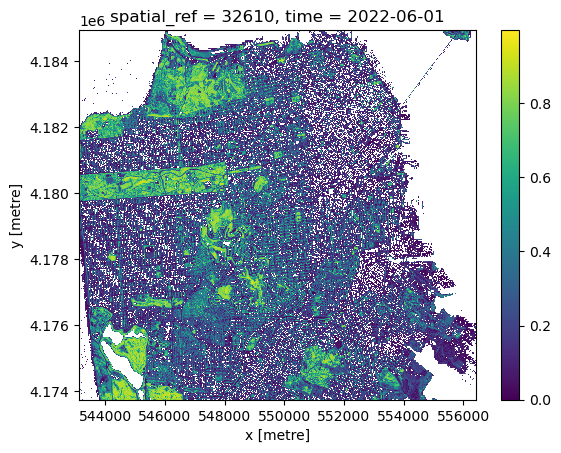 spatial_ref = 32610, time = 2022-06-01
1e6
4.184
4.182
4.180
4.178
4.176
4.174
y [metre]
544000 546000 548000 550000 552000 554000 556000
x [metre]
0.8
0.6
0.4
0.2
0.0